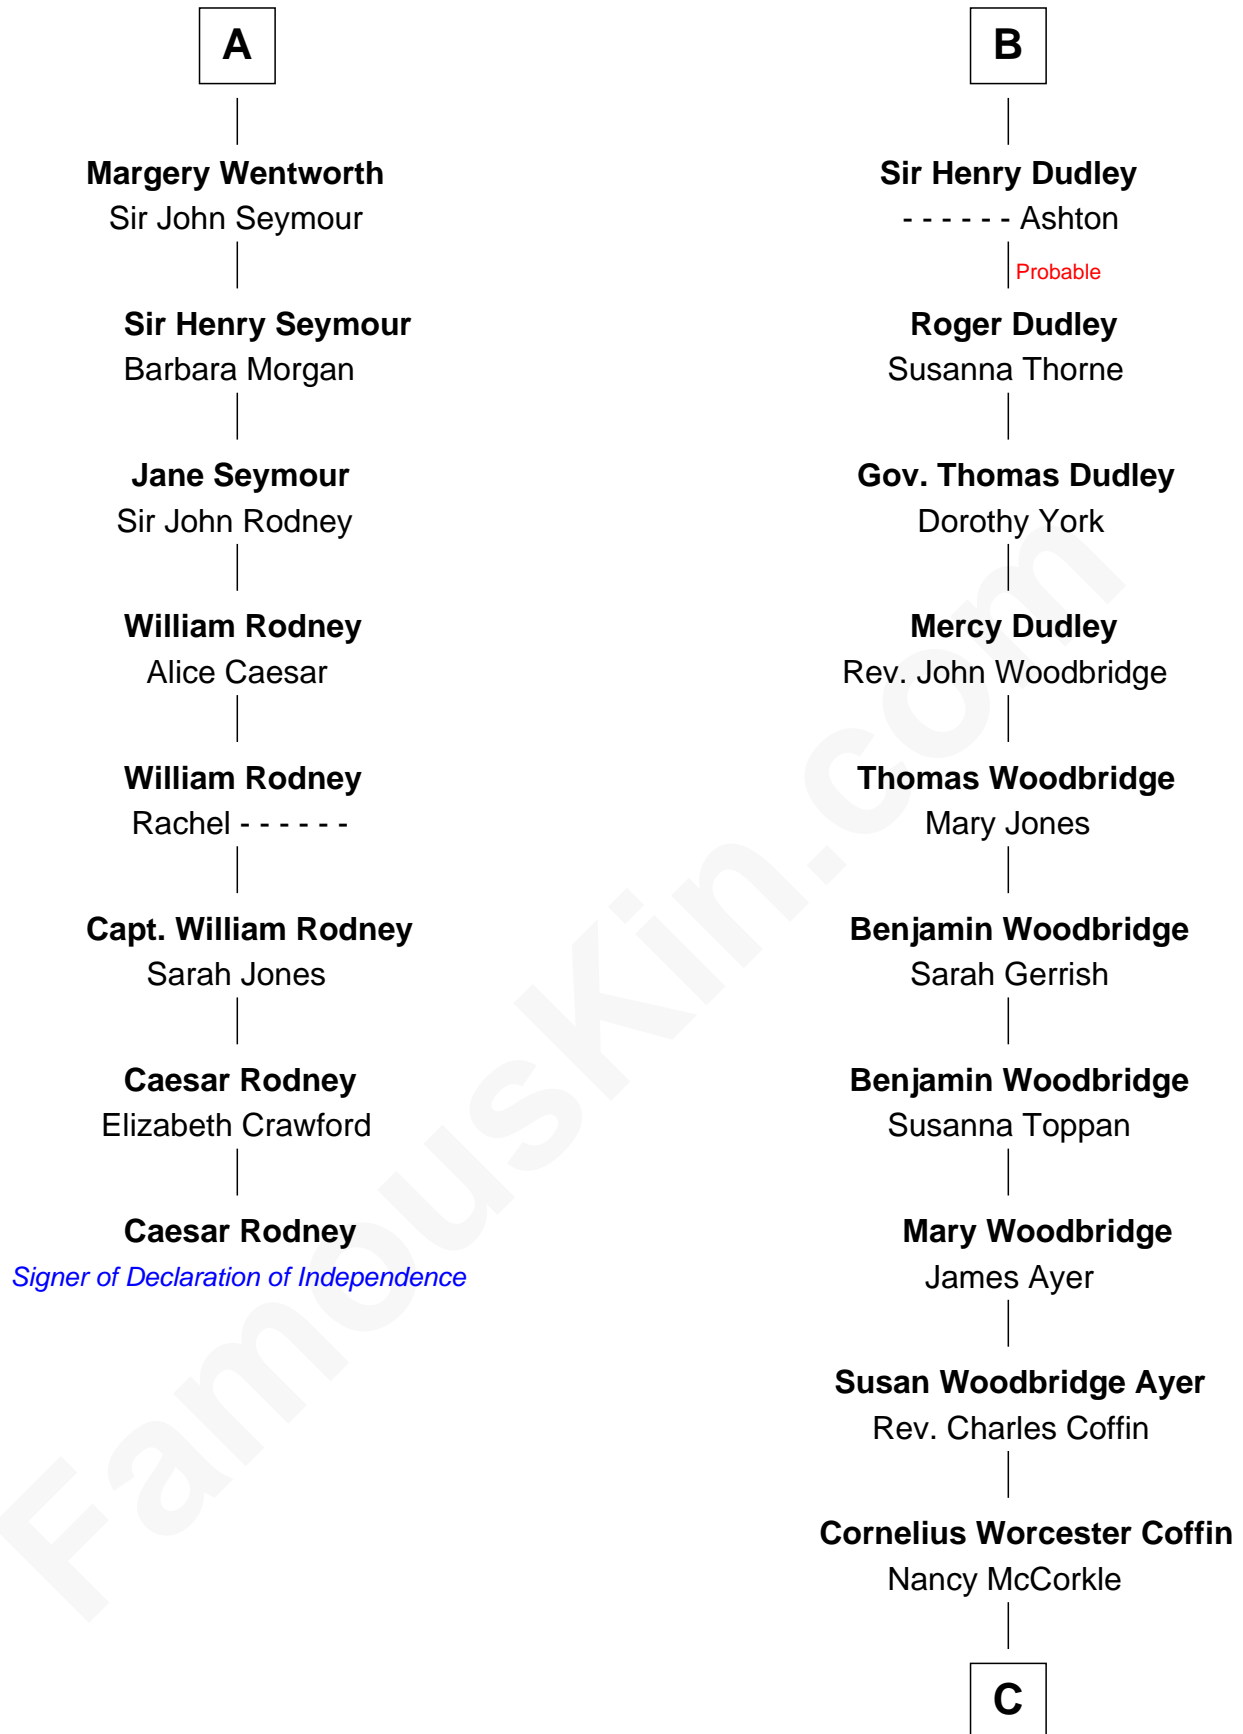 A
Margery Wentworth
Sir John Seymour
Sir Henry Seymour
Barbara Morgan
Jane Seymour
Sir John Rodney
William Rodney
Alice Caesar
William Rodney
Rachel - - - - - -
Capt. William Rodney
Sarah Jones
Caesar Rodney
Elizabeth Crawford
Caesar Rodney
Signer of Declaration of Independence
B
Sir Henry Dudley
- - - - - - Ashton
Probable
Roger Dudley
Susanna Thorne
Gov. Thomas Dudley
Dorothy York
Mercy Dudley
Rev. John Woodbridge
Thomas Woodbridge
Mary Jones
Benjamin Woodbridge
Sarah Gerrish
Benjamin Woodbridge
Susanna Toppan
Mary Woodbridge
James Ayer
Susan Woodbridge Ayer
Rev. Charles Coffin
Cornelius Worcester Coffin
Nancy McCorkle
C
FamousKin.com